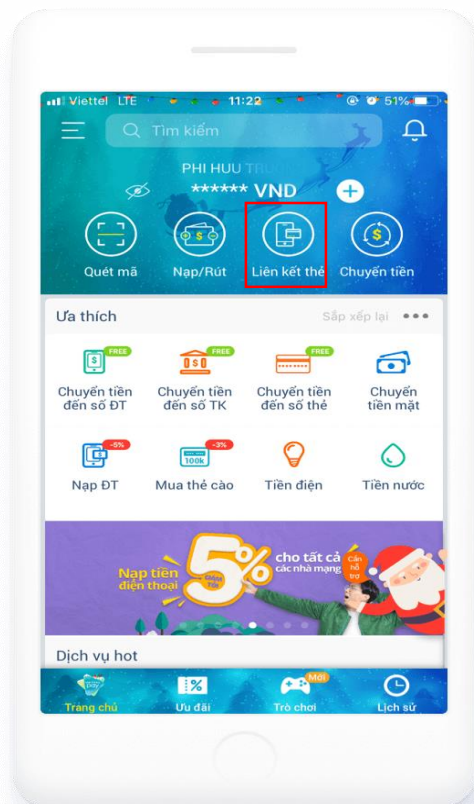 Viettel LTE 11:22 51%
Tìm kiếm
PHI HUU
****** VND
Quét mã Nạp/Rút Liên kết thẻ Chuyển tiền
Ưa thích Sắp xếp lại
FREE FREE FREE
Chuyển tiền đến số ĐT
Chuyển tiền đến số TK
Chuyển tiền đến số thẻ
Chuyển tiền mặt
-5% -3%
100k
Nạp ĐT Mua thẻ cào Tiền điện Tiền nước
Nạp tiền
điện thoại
5%
cho tất cả
các nhà mạng
Dịch vụ hot
Mới
Trang chủ Ưu đãi Trò chơi Lịch sử